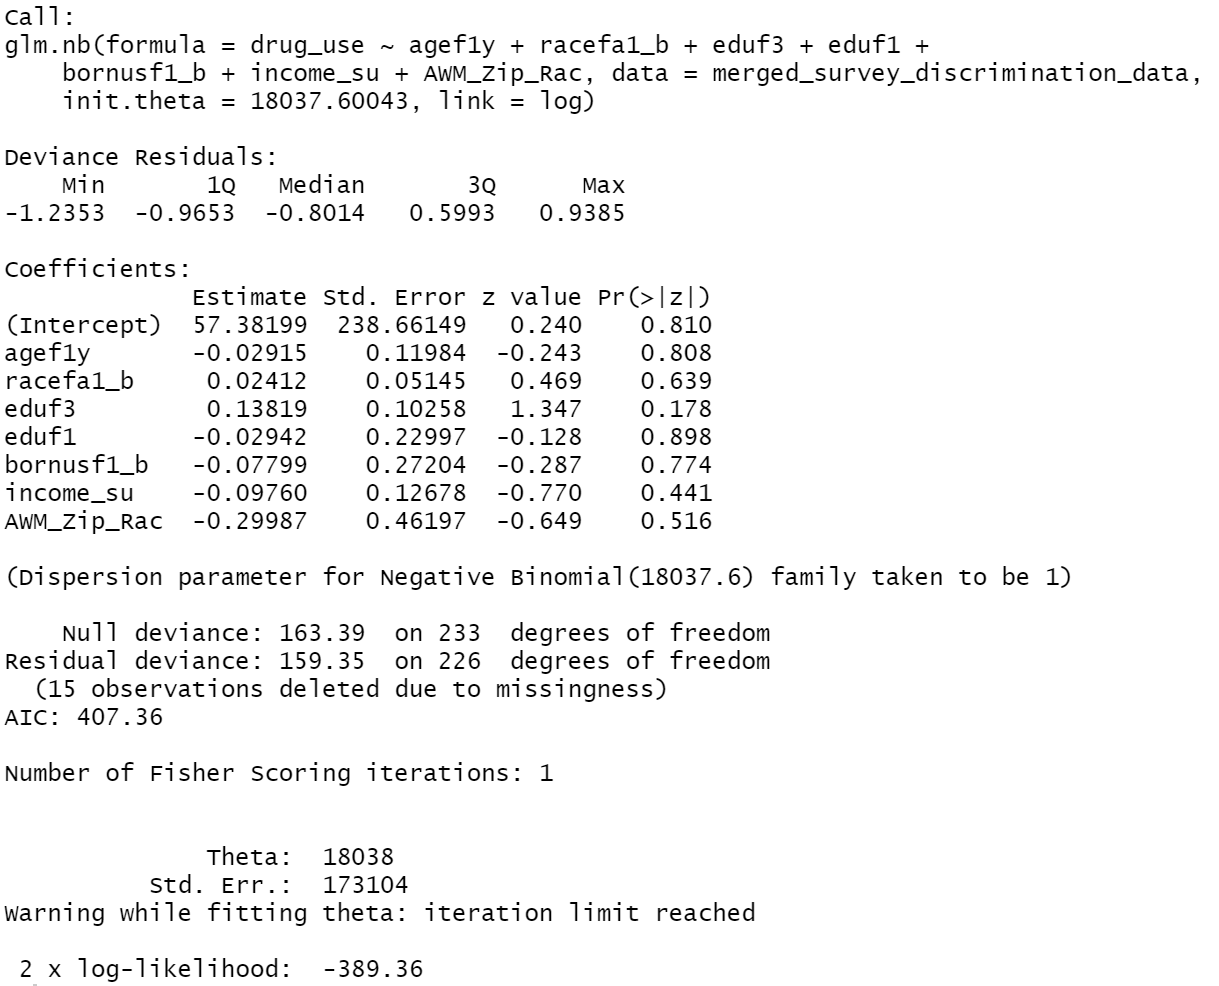 Call:
glm.nb(formula = drug_use ~ agef1y + racefa1_b + eduf3 + eduf1 +
    bornusf1_b + income_su + AWM_Zip_Rac, data = merged_survey_discrimination_data,
    init.theta = 18037.60043, link = log)
Deviance Residuals:
    Min       1Q   Median       3Q      Max
-1.2353  -0.9653  -0.8014   0.5993   0.9385
Coefficients:
             Estimate Std. Error z value Pr(>|z|)
(Intercept)  57.38199  238.66149   0.240    0.810
agef1y       -0.02915    0.11984  -0.243    0.808
racefa1_b     0.02412    0.05145   0.469    0.639
eduf3         0.13819    0.10258   1.347    0.178
eduf1        -0.02942    0.22997  -0.128    0.898
bornusf1_b   -0.07799    0.27204  -0.287    0.774
income_su    -0.09760    0.12678  -0.770    0.441
AWM_Zip_Rac  -0.29987    0.46197  -0.649    0.516
(Dispersion parameter for Negative Binomial(18037.6) family taken to be 1)
    Null deviance: 163.39  on 233  degrees of freedom
Residual deviance: 159.35  on 226  degrees of freedom
  (15 observations deleted due to missingness)
AIC: 407.36
Number of Fisher Scoring iterations: 1
              Theta:  18038
          Std. Err.:  173104
Warning while fitting theta: iteration limit reached
 2 x log-likelihood:  -389.36